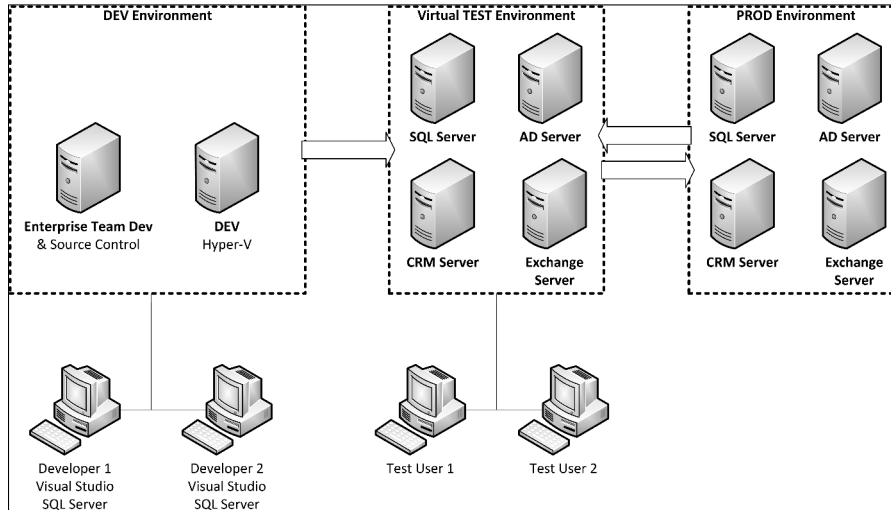 DEV Environment
Virtual TEST Environment
PROD Environment
SQL Server
AD Server
SQL Server
AD Server
Enterprise Team Dev
& Source Control
DEV
Hyper-V
CRM Server
Exchange
Server
CRM Server
Exchange
Server
Developer 1
Visual Studio
SQL Server
Developer 2
Visual Studio
SQL Server
Test User 1
Test User 2